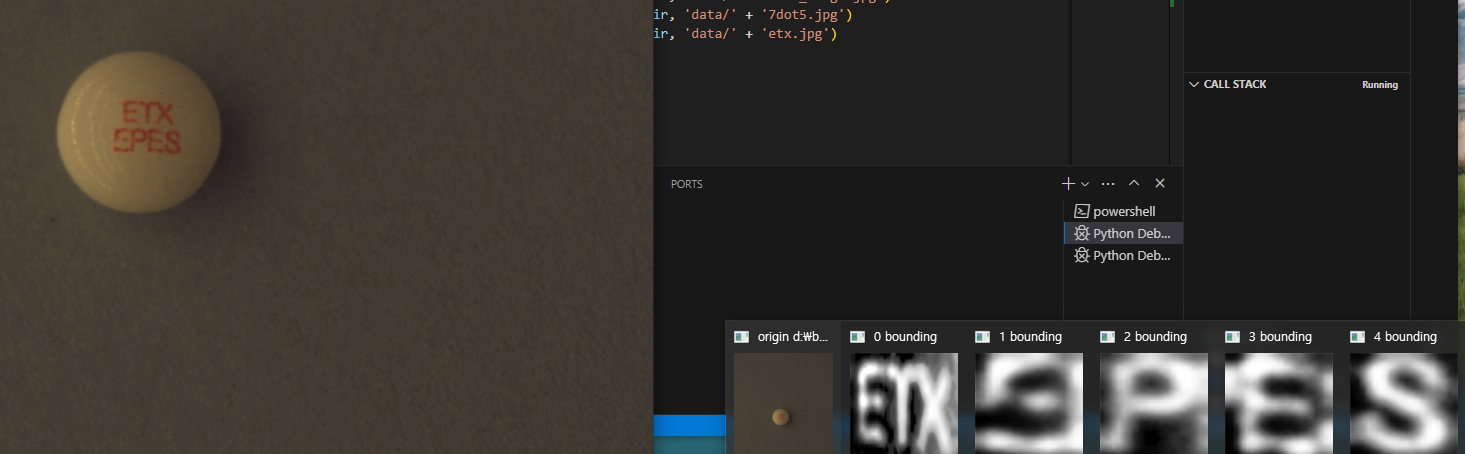 ir, 'data/' + '7dot5.jpg')
ir, 'data/' + 'etx.jpg')
ETX
EPES
CALL STACK
Running
PORTS
powershell
Python Deb...
Python Deb...
origin d:₩b...
0 bounding
1 bounding
2 bounding
3 bounding
4 bounding
ETX
P
E
S